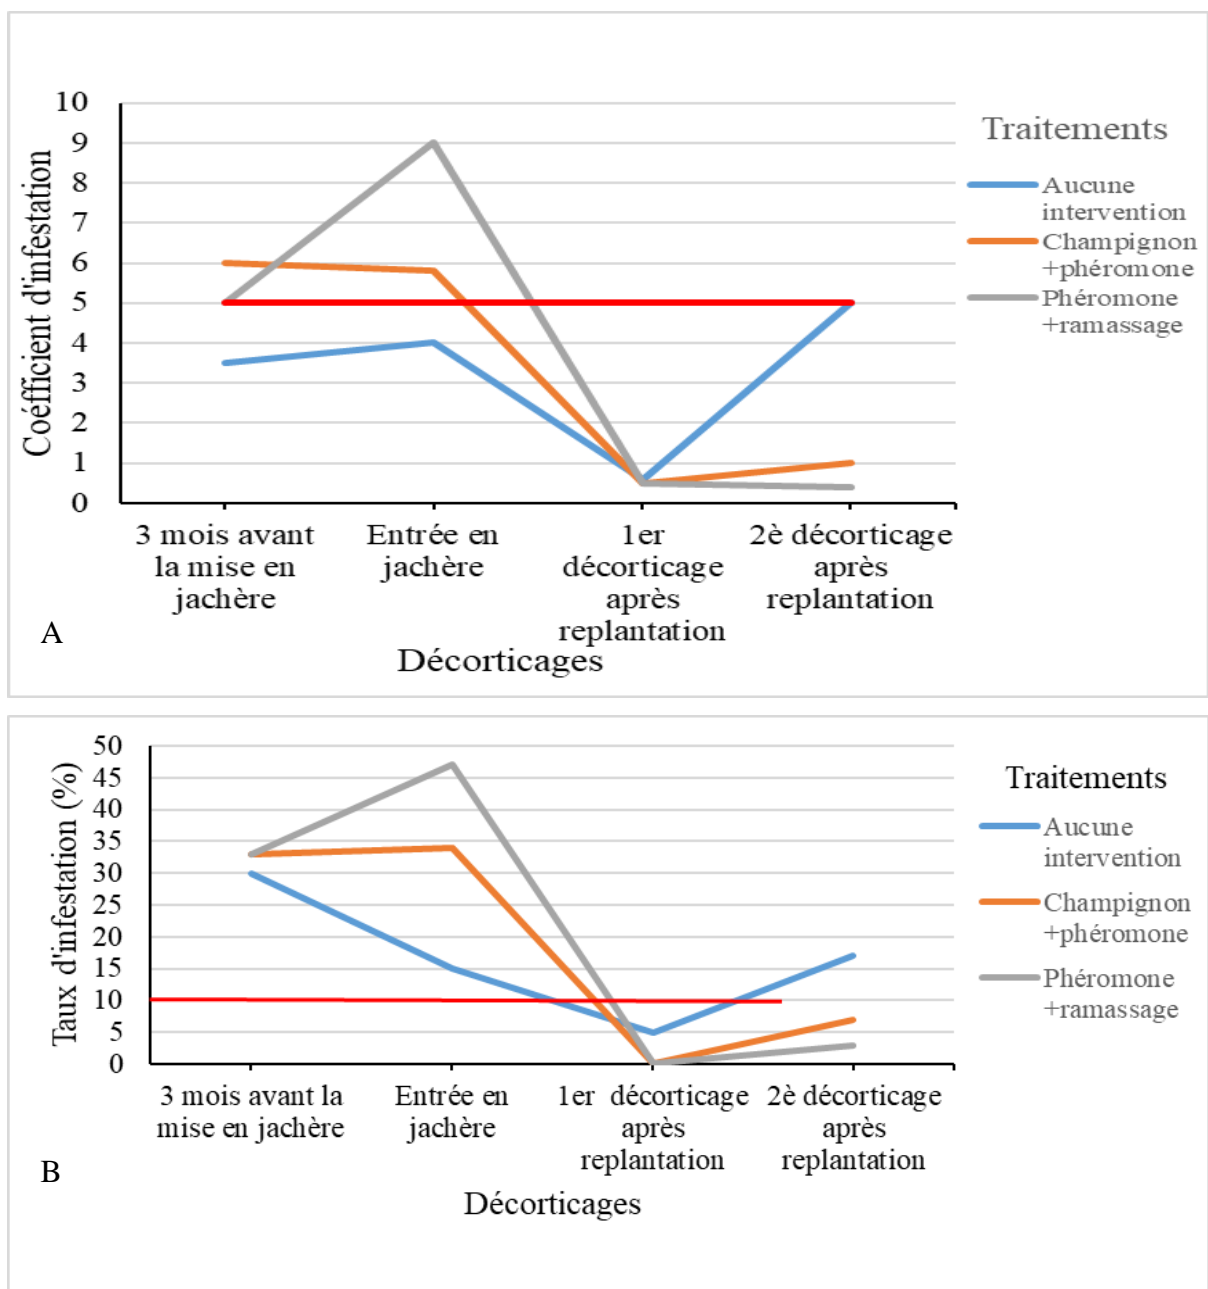 10
9
8
7
6
5
4
3
2
1
0
Coéfficient d'infestation
Traitements
Aucune
intervention
Champignon
+phéromone
Phéromone
+ramassage
3 mois avant
la mise en
jachère
Entrée en
jachère
1er
décorticage
après
replantation
2è décorticage
après
replantation
Décorticages
A
50
45
40
35
30
25
20
15
10
5
0
Taux d'infestation (%)
Traitements
Aucune
intervention
Champignon
+phéromone
Phéromone
+ramassage
3 mois avant la
mise en jachère
Entrée en
jachère
1er décorticage
après
replantation
2è décorticage
après
replantation
Décorticages
B